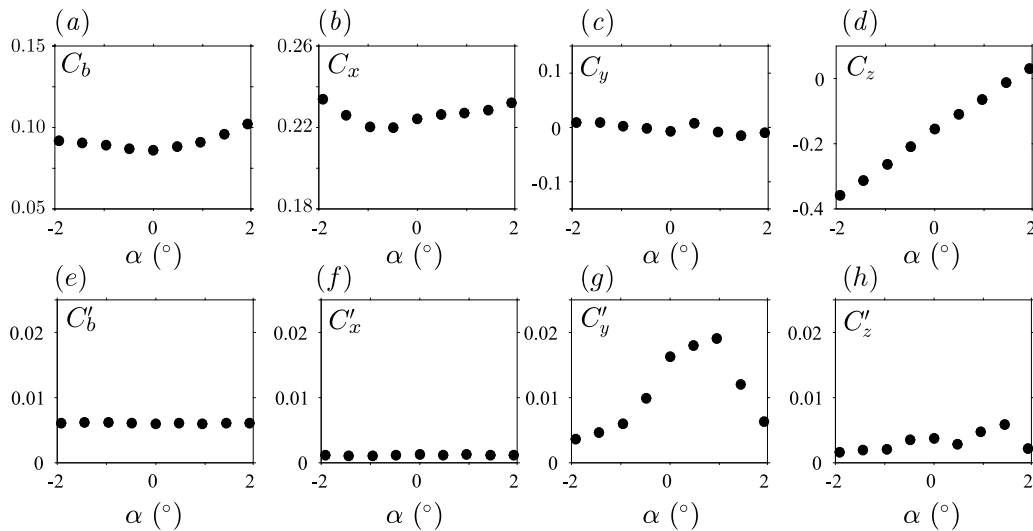 (a) (b) (c) (d)
0.15 0.26 0.1 0
C_b C_x C_y C_z
0.10 0.22 0 -0.2
0.05 0.18 -0.1 -0.4
-2 0 2 -2 0 2 -2 0 2 -2 0 2
α (°) α (°) α (°) α (°)
(e) (f) (g) (h)
C′_b C′_x C′_y C′_z
0.02 0.02 0.02 0.02
0.01 0.01 0.01 0.01
0 0 0 0
-2 0 2 -2 0 2 -2 0 2 -2 0 2
α (°) α (°) α (°) α (°)